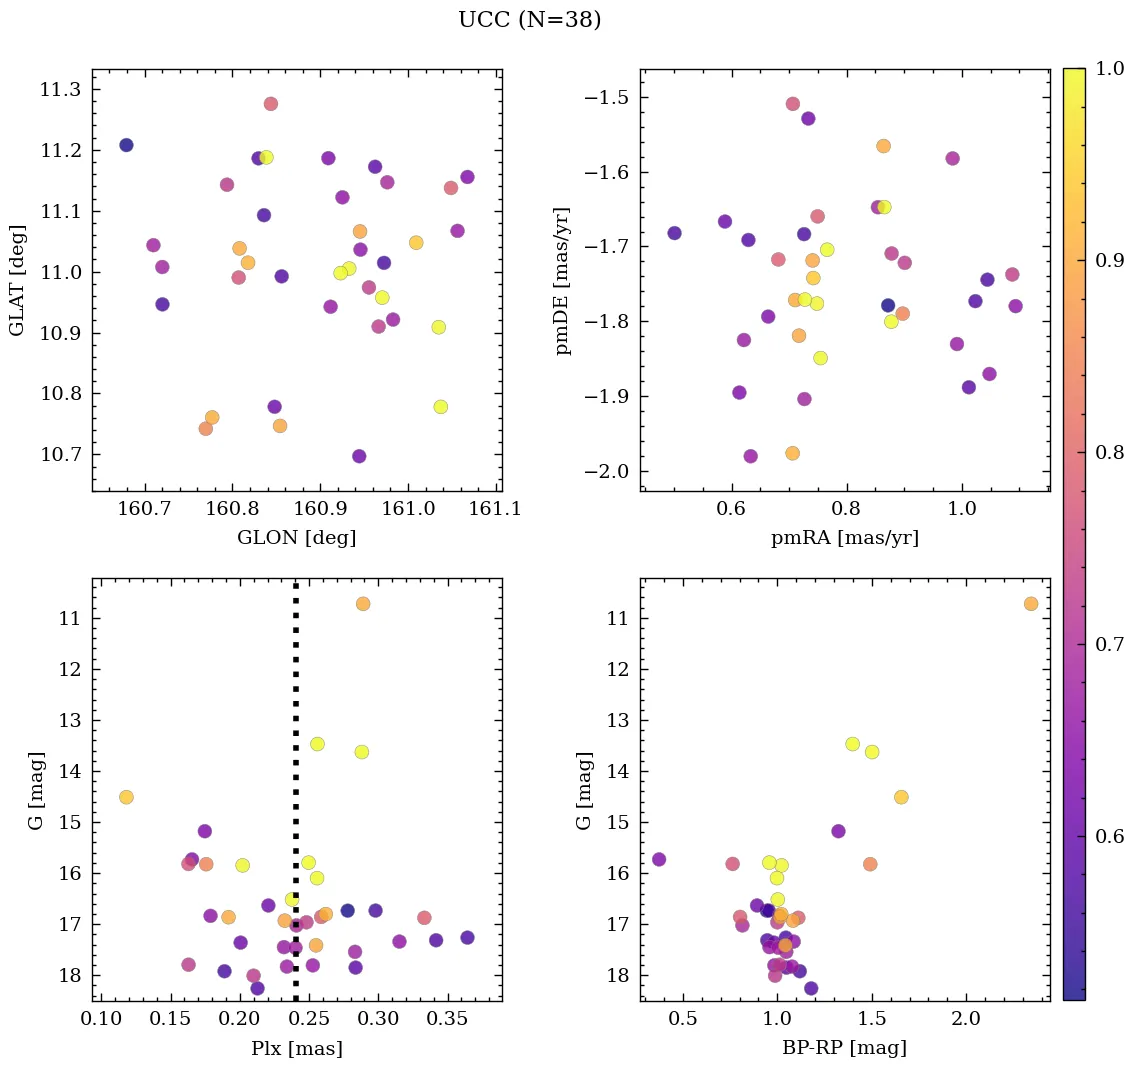 UCC (N=38)
11.3
11.2
11.1
11.0
10.9
10.8
10.7
GLAT [deg]
160.7 160.8 160.9 161.0 161.1
GLON [deg]
−1.5
−1.6
−1.7
−1.8
−1.9
−2.0
pmDE [mas/yr]
0.6 0.8 1.0
pmRA [mas/yr]
1.0
0.9
0.8
0.7
0.6
11
12
13
14
15
16
17
18
G [mag]
0.10 0.15 0.20 0.25 0.30 0.35
Plx [mas]
11
12
13
14
15
16
17
18
G [mag]
0.5 1.0 1.5 2.0
BP-RP [mag]